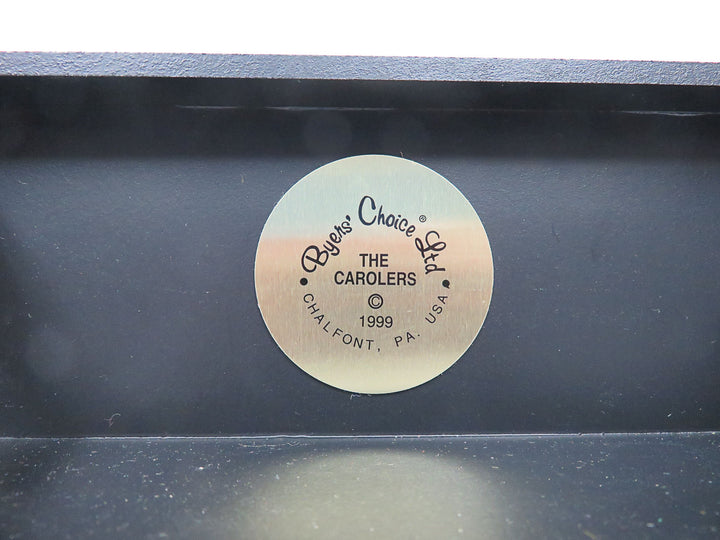 Byers' Choice® Ltd
THE
CAROLERS
©
1999
• CHALFONT, PA. USA •